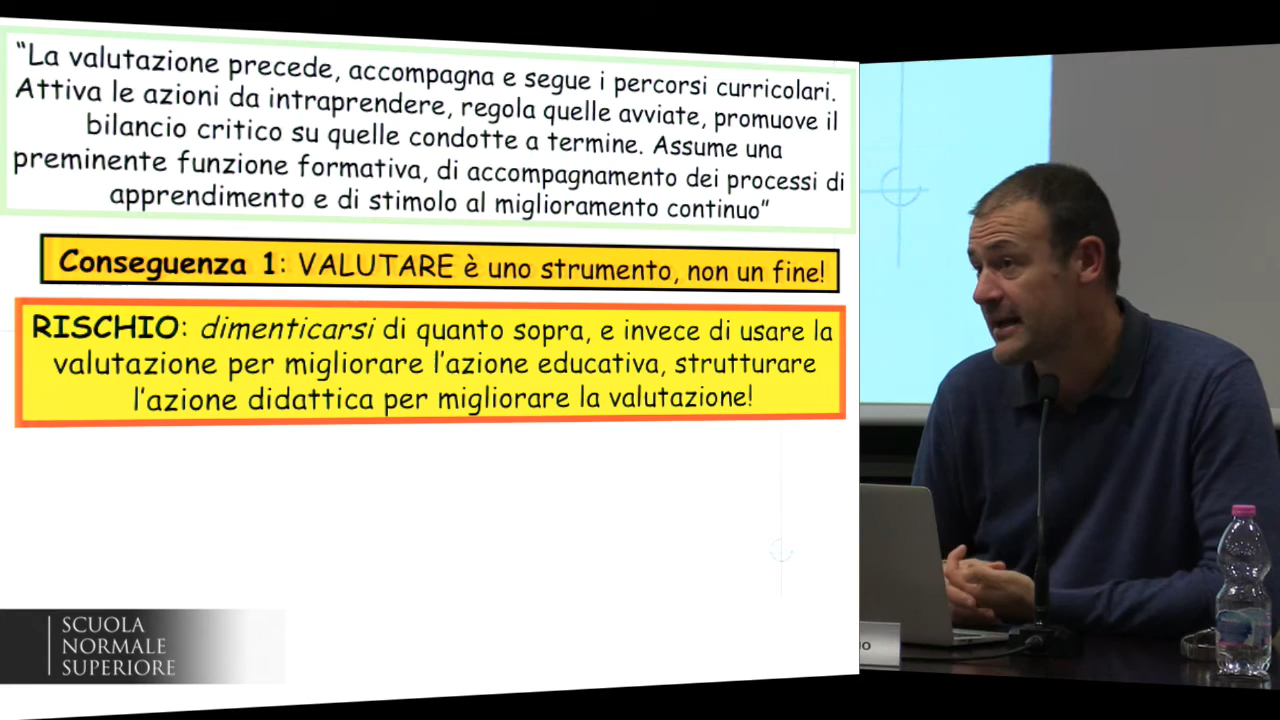 “La valutazione precede, accompagna e segue i percorsi curricolari.
Attiva le azioni da intraprendere, regola quelle avviate, promuove il
bilancio critico su quelle condotte a termine. Assume una
preminente funzione formativa, di accompagnamento dei processi di
apprendimento e di stimolo al miglioramento continuo”
Conseguenza 1: VALUTARE è uno strumento, non un fine!
RISCHIO: dimenticarsi di quanto sopra, e invece di usare la
valutazione per migliorare l’azione educativa, strutturare
l’azione didattica per migliorare la valutazione!
SCUOLA
NORMALE
SUPERIORE